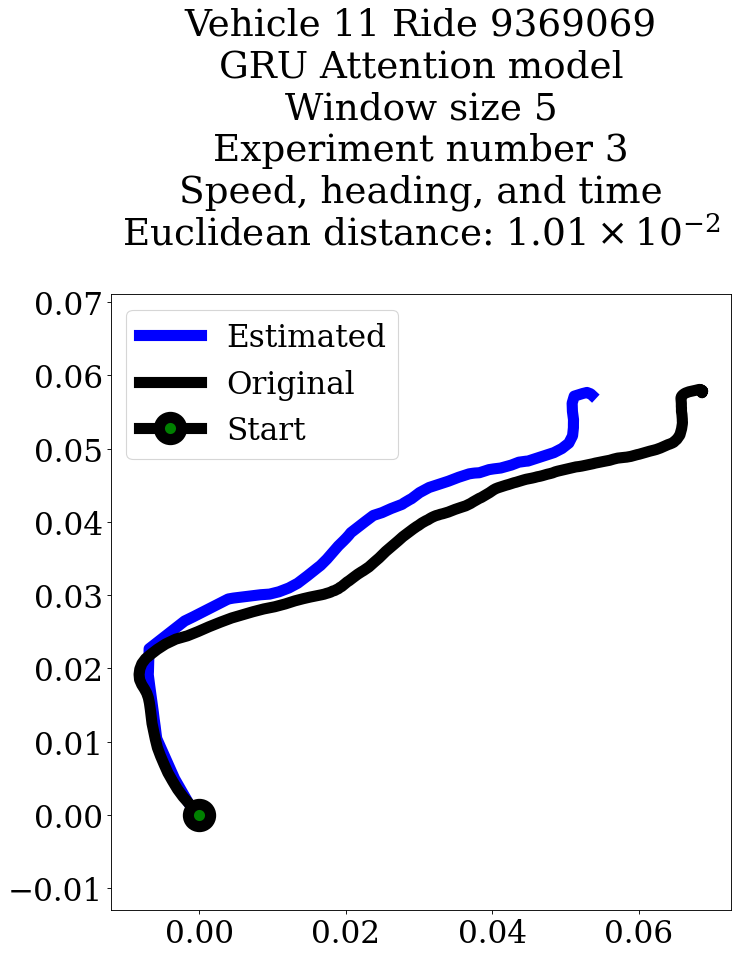 Vehicle 11 Ride 9369069
GRU Attention model
Window size 5
Experiment number 3
Speed, heading, and time
Euclidean distance: 1.01 × 10⁻²
0.07
0.06
0.05
0.04
0.03
0.02
0.01
0.00
−0.01
Estimated
Original
Start
0.00 0.02 0.04 0.06